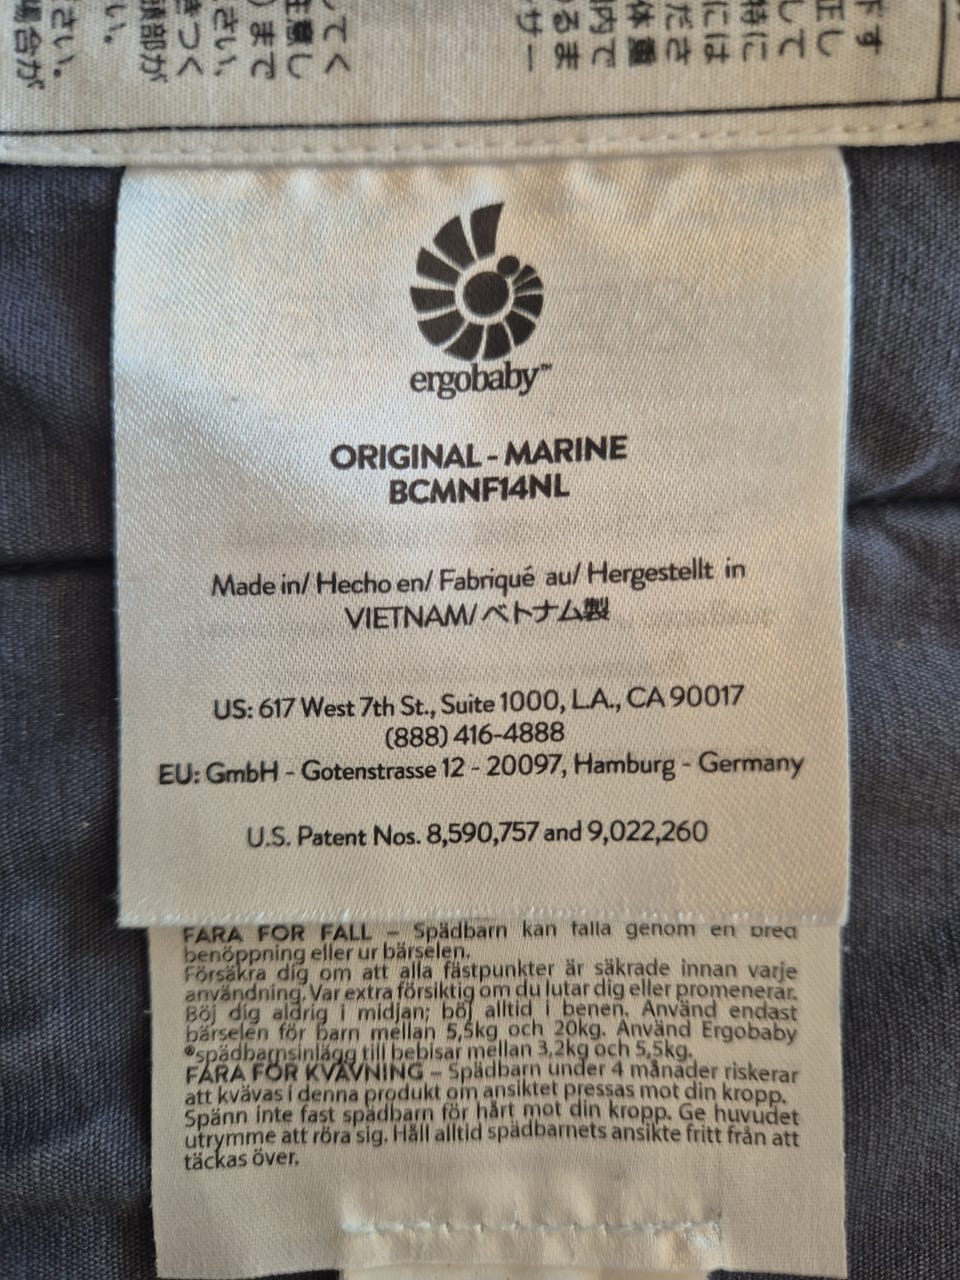 ergobaby™
ORIGINAL - MARINE
BCMNF14NL
Made in/ Hecho en/ Fabriqué au/ Hergestellt in
VIETNAM/ベトナム製
US: 617 West 7th St., Suite 1000, L.A., CA 90017
(888) 416-4888
EU: GmbH - Gotenstrasse 12 - 20097, Hamburg - Germany
U.S. Patent Nos. 8,590,757 and 9,022,260
FARA FÖR FALL – Spädbarn kan falla genom en bred
benöppning eller ur bärselen.
Försäkra dig om att alla fästpunkter är säkrade innan varje
användning. Var extra försiktig om du lutar dig eller promenerar.
Böj dig aldrig i midjan; böj alltid i benen. Använd endast
bärselen för barn mellan 5,5kg och 20kg. Använd Ergobaby
®spädbarnsinlägg till bebisar mellan 3,2kg och 5,5kg.
FARA FÖR KVÄVNING – Spädbarn under 4 månader riskerar
att kvävas i denna produkt om ansiktet pressas mot din kropp.
Spänn inte fast spädbarn för hårt mot din kropp. Ge huvudet
utrymme att röra sig. Håll alltid spädbarnets ansikte fritt från att
täckas över.